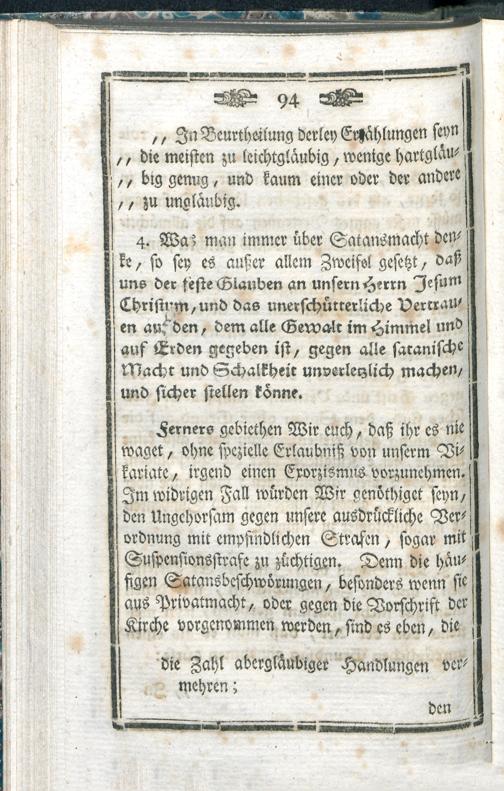 94
,, In Beurtheilung derley Erzählungen seyn
,, die meisten zu leichtgläubig, wenige hartgläu-
,, big genug, und kaum einer oder der andere
,, zu ungläubig.
4. Waß man immer über Satansmacht den-
ke, so sey es außer allem Zweifel gesetzt, daß
uns der feste Glauben an unsern Herrn Jesum
Christum, und das unerschütterliche Vertrau-
en auf den, dem alle Gewalt im Himmel und
auf Erden gegeben ist, gegen alle satanische
Macht und Schalkheit unverletzlich machen,
und sicher stellen könne.
Ferners gebiethen Wir euch, daß ihr es nie
waget, ohne spezielle Erlaubniß von unserm Vi-
kariate, irgend einen Exorzismus vorzunehmen.
Im widrigen Fall würden Wir genöthiget seyn,
den Ungehorsam gegen unsere ausdrückliche Ver-
ordnung mit empfindlichen Strafen, sogar mit
Suspensionsstrafe zu züchtigen. Denn die häu-
figen Satansbeschwörungen, besonders wenn sie
aus Privatmacht, oder gegen die Vorschrift der
Kirche vorgenommen werden, sind es eben, die
die Zahl abergläubiger Handlungen ver-
mehren;
den